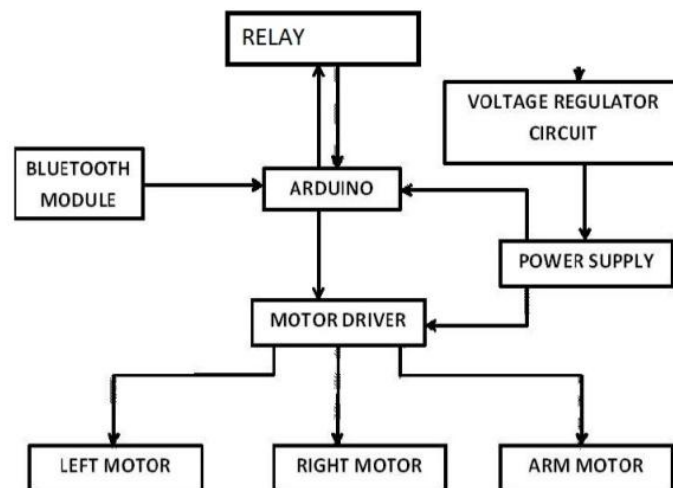 RELAY
VOLTAGE REGULATOR
CIRCUIT
BLUETOOTH
MODULE
ARDUINO
POWER SUPPLY
MOTOR DRIVER
LEFT MOTOR
RIGHT MOTOR
ARM MOTOR